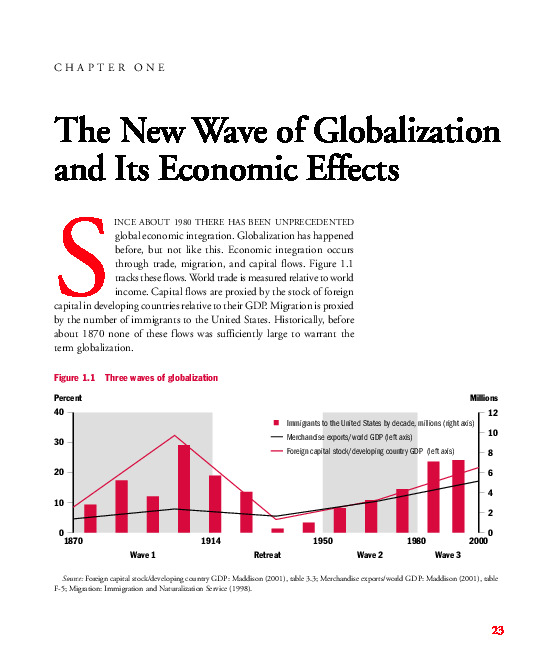 CHAPTER ONE
The New Wave of Globalization
and Its Economic Effects
SINCE ABOUT 1980 THERE HAS BEEN UNPRECEDENTED
global economic integration. Globalization has happened
before, but not like this. Economic integration occurs
through trade, migration, and capital flows. Figure 1.1
tracks these flows. World trade is measured relative to world
income. Capital flows are proxied by the stock of foreign
capital in developing countries relative to their GDP. Migration is proxied
by the number of immigrants to the United States. Historically, before
about 1870 none of these flows was sufficiently large to warrant the
term globalization.
Figure 1.1 Three waves of globalization
Percent Millions
40 12
Immigrants to the United States by decade, millions (right axis)
10
Merchandise exports/world GDP (left axis)
30
Foreign capital stock/developing country GDP (left axis)
8
20 6
4
10
2
0 0
1870 1914 1950 1980 2000
Wave 1 Retreat Wave 2 Wave 3
Source: Foreign capital stock/developing country GDP: Maddison (2001), table 3.3; Merchandise exports/world GDP: Maddison (2001), table
F-5; Migration: Immigration and Naturalization Service (1998).
23